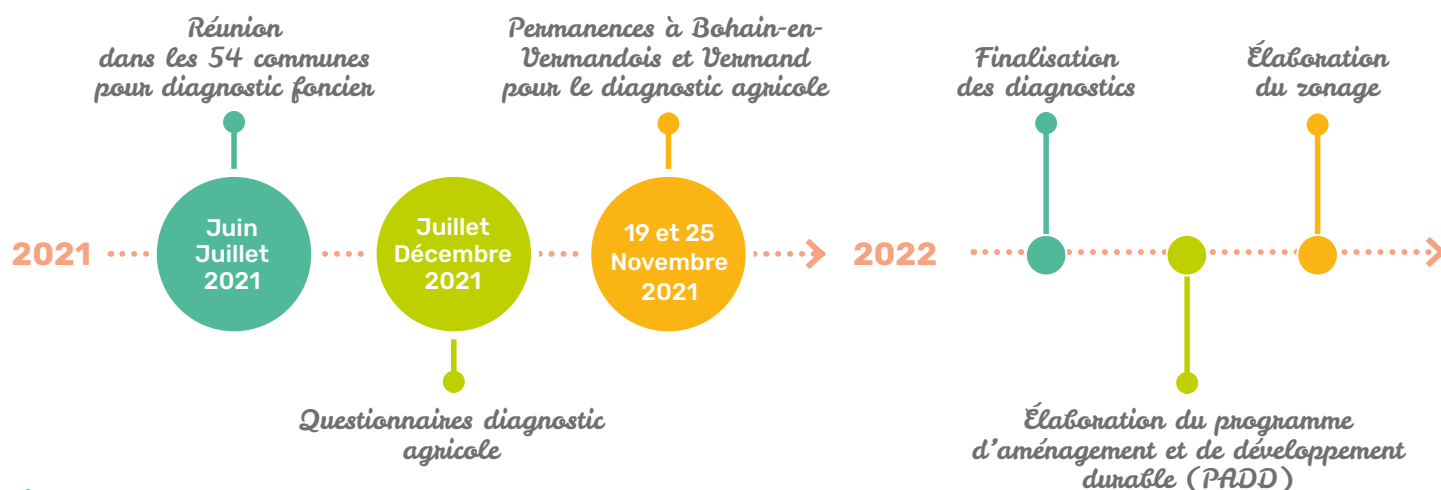 Réunion
dans les 54 communes
pour diagnostic foncier
Permanences à Bohain-en-
Vermandois et Vermand
pour le diagnostic agricole
Finalisation
des diagnostics
Élaboration
du zonage
2021
Juin
Juillet
2021
Juillet
Décembre
2021
19 et 25
Novembre
2021
2022
Questionnaires diagnostic
agricole
Élaboration du programme
d'aménagement et de développement
durable (PADD)